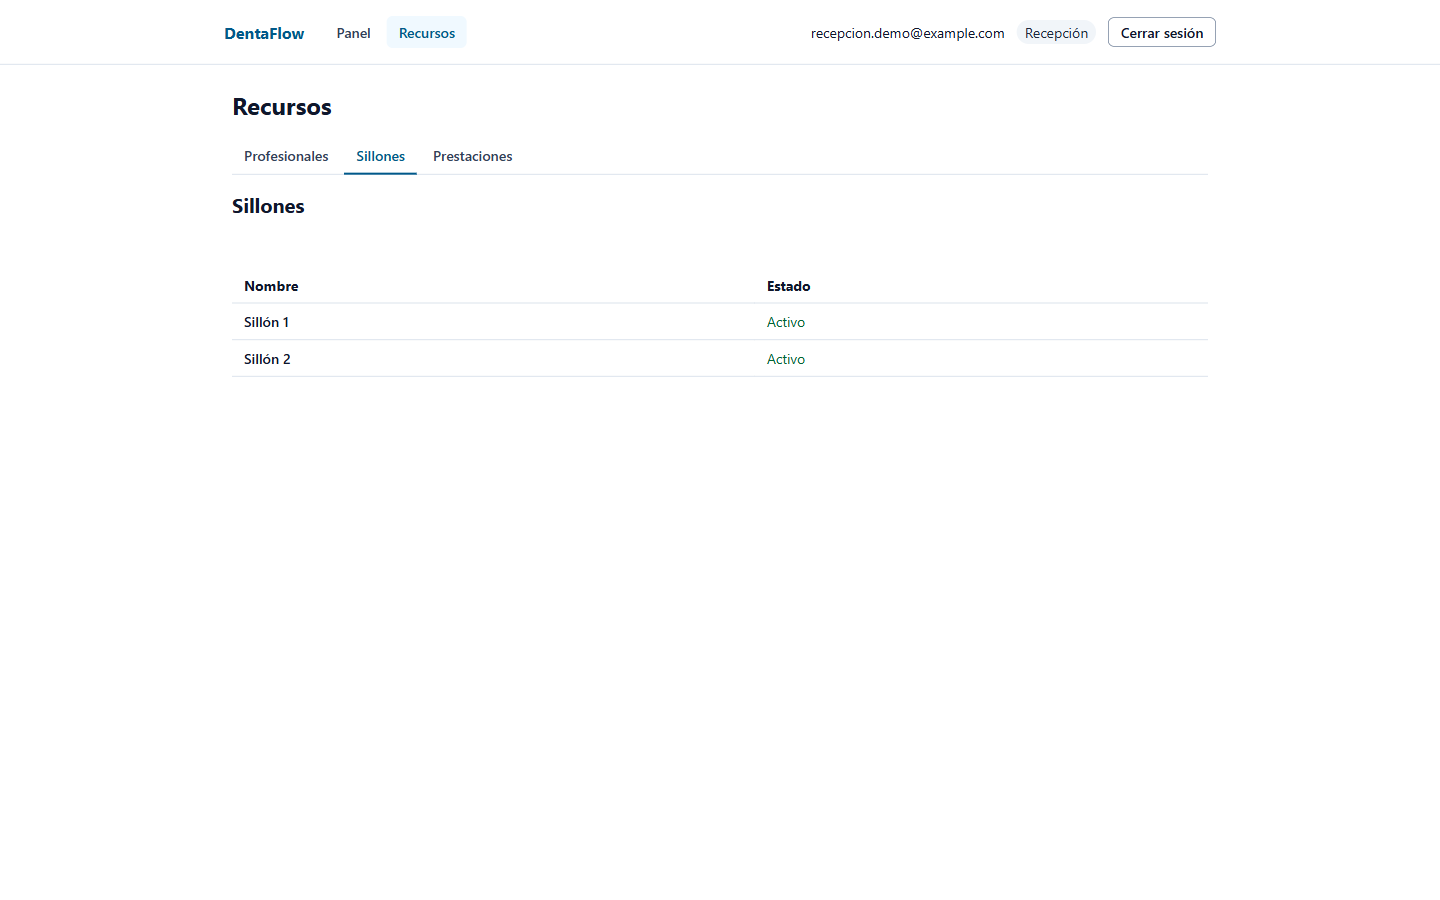 DentaFlow Panel Recursos recepcion.demo@example.com Recepción Cerrar sesión
Recursos
Profesionales Sillones Prestaciones
Sillones
Nombre Estado
Sillón 1 Activo
Sillón 2 Activo